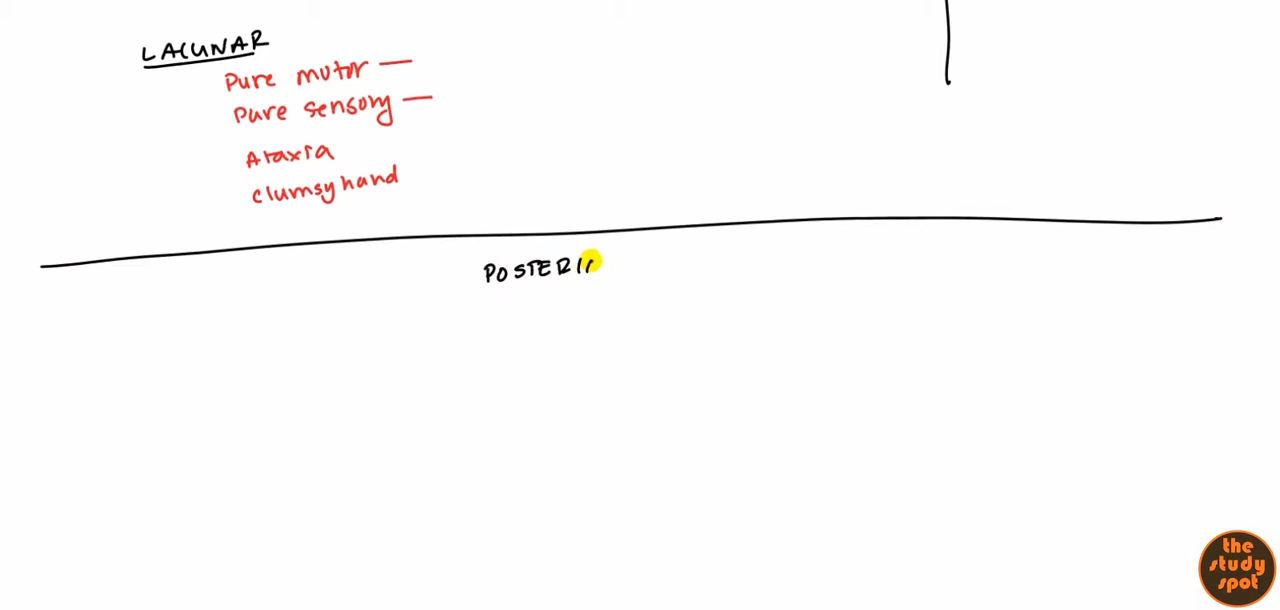 LACUNAR
Pure motor —
Pure sensory —
Ataxia
clumsy hand
POSTERI
the
study
spot